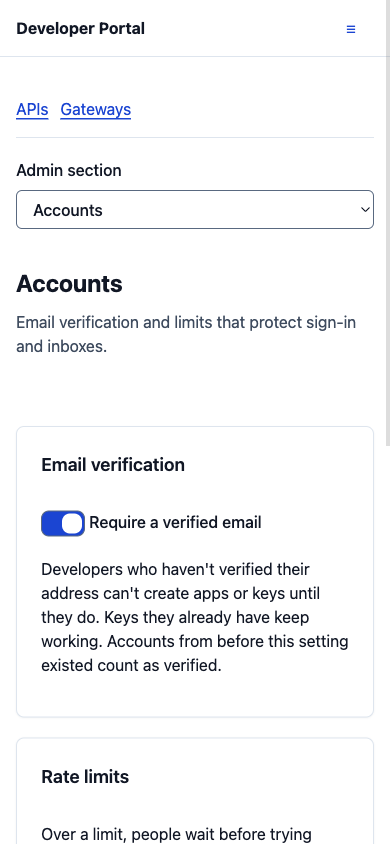 Developer Portal
APIs Gateways
Admin section
Accounts
Accounts
Email verification and limits that protect sign-in
and inboxes.
Email verification
Require a verified email
Developers who haven't verified their
address can't create apps or keys until
they do. Keys they already have keep
working. Accounts from before this setting
existed count as verified.
Rate limits
Over a limit, people wait before trying